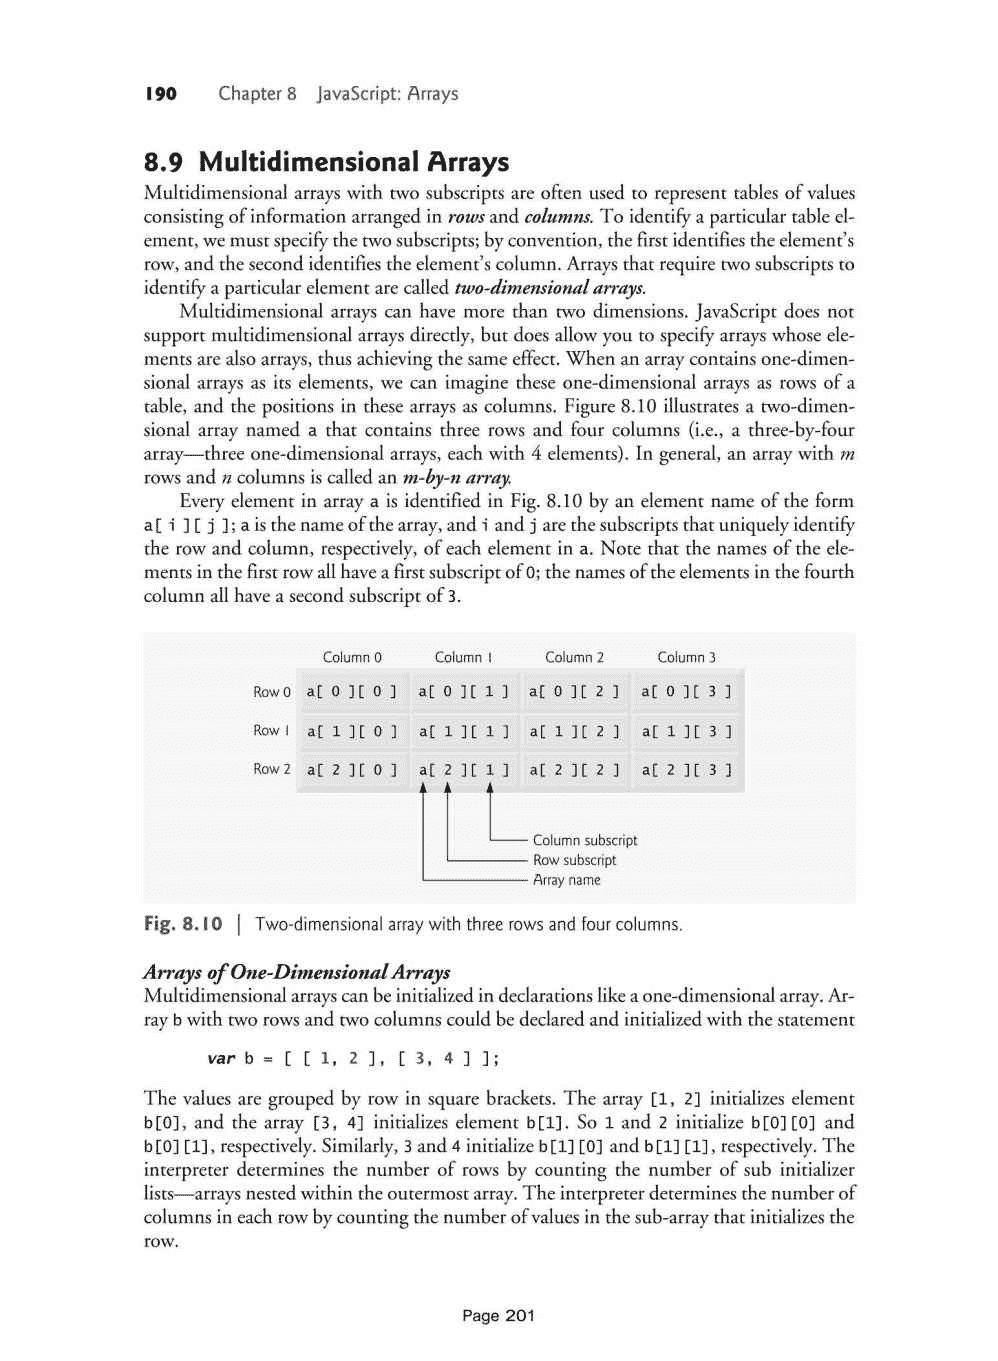 190 Chapter 8 JavaScript: Arrays
8.9 Multidimensional Arrays
Multidimensional arrays with two subscripts are often used to represent tables of values
consisting of information arranged in rows and columns. To identify a particular table el-
ement, we must specify the two subscripts; by convention, the first identifies the element's
row, and the second identifies the element's column. Arrays that require two subscripts to
identify a particular element are called two-dimensional arrays.
Multidimensional arrays can have more than two dimensions. JavaScript does not
support multidimensional arrays directly, but does allow you to specify arrays whose ele-
ments are also arrays, thus achieving the same effect. When an array contains one-dimen-
sional arrays as its elements, we can imagine these one-dimensional arrays as rows of a
table, and the positions in these arrays as columns. Figure 8.10 illustrates a two-dimen-
sional array named a that contains three rows and four columns (i.e., a three-by-four
array—three one-dimensional arrays, each with 4 elements). In general, an array with m
rows and n columns is called an m-by-n array.
Every element in array a is identified in Fig. 8.10 by an element name of the form
a[ i ][ j ]; a is the name of the array, and i and j are the subscripts that uniquely identify
the row and column, respectively, of each element in a. Note that the names of the ele-
ments in the first row all have a first subscript of 0; the names of the elements in the fourth
column all have a second subscript of 3.
Column 0 Column 1 Column 2 Column 3
Row 0 a[ 0 ][ 0 ] a[ 0 ][ 1 ] a[ 0 ][ 2 ] a[ 0 ][ 3 ]
Row 1 a[ 1 ][ 0 ] a[ 1 ][ 1 ] a[ 1 ][ 2 ] a[ 1 ][ 3 ]
Row 2 a[ 2 ][ 0 ] a[ 2 ][ 1 ] a[ 2 ][ 2 ] a[ 2 ][ 3 ]
Column subscript
Row subscript
Array name
Fig. 8.10 | Two-dimensional array with three rows and four columns.
Arrays of One-Dimensional Arrays
Multidimensional arrays can be initialized in declarations like a one-dimensional array. Ar-
ray b with two rows and two columns could be declared and initialized with the statement
var b = [ [ 1, 2 ], [ 3, 4 ] ];
The values are grouped by row in square brackets. The array [1, 2] initializes element
b[0], and the array [3, 4] initializes element b[1]. So 1 and 2 initialize b[0][0] and
b[0][1], respectively. Similarly, 3 and 4 initialize b[1][0] and b[1][1], respectively. The
interpreter determines the number of rows by counting the number of sub initializer
lists—arrays nested within the outermost array. The interpreter determines the number of
columns in each row by counting the number of values in the sub-array that initializes the
row.
Page 201